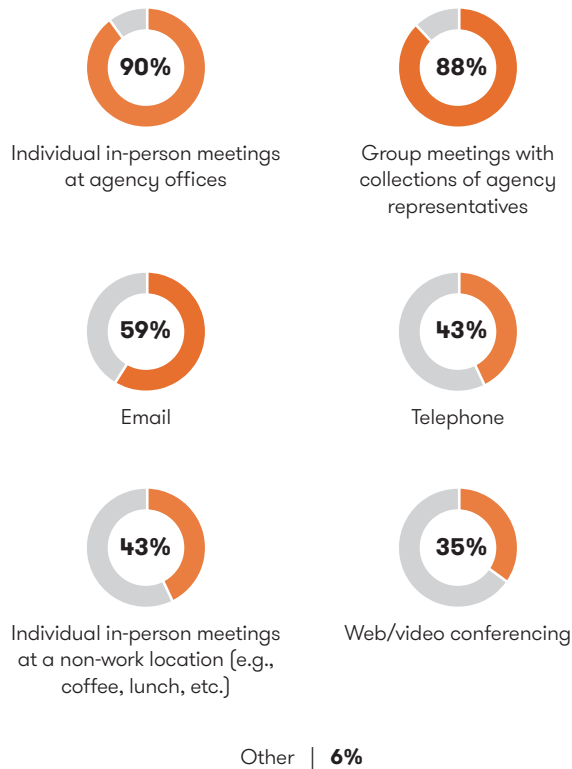 90%
Individual in-person meetings
at agency offices
88%
Group meetings with
collections of agency
representatives
59%
Email
43%
Telephone
43%
Individual in-person meetings
at a non-work location (e.g.,
coffee, lunch, etc.)
35%
Web/video conferencing
Other | 6%